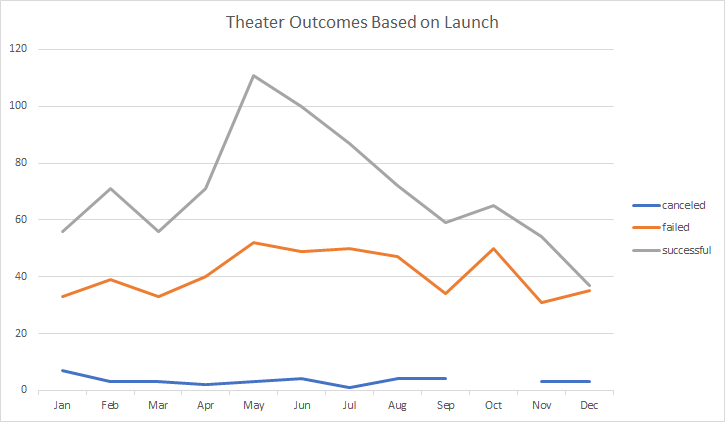 Theater Outcomes Based on Launch
120
100
80
60
40
20
0
Jan Feb Mar Apr May Jun Jul Aug Sep Oct Nov Dec
canceled
failed
successful